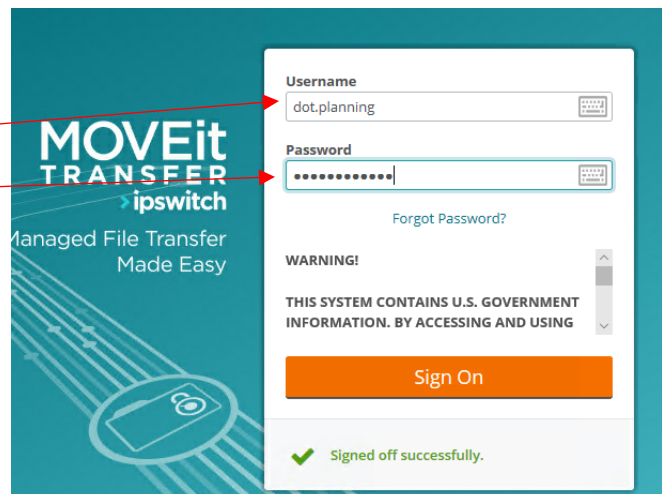 MOVEit
TRANSFER
ipswitch
Managed File Transfer
Made Easy
Username
dot.planning
Password
••••••••••••
Forgot Password?
WARNING!
THIS SYSTEM CONTAINS U.S. GOVERNMENT
INFORMATION. BY ACCESSING AND USING
Sign On
Signed off successfully.